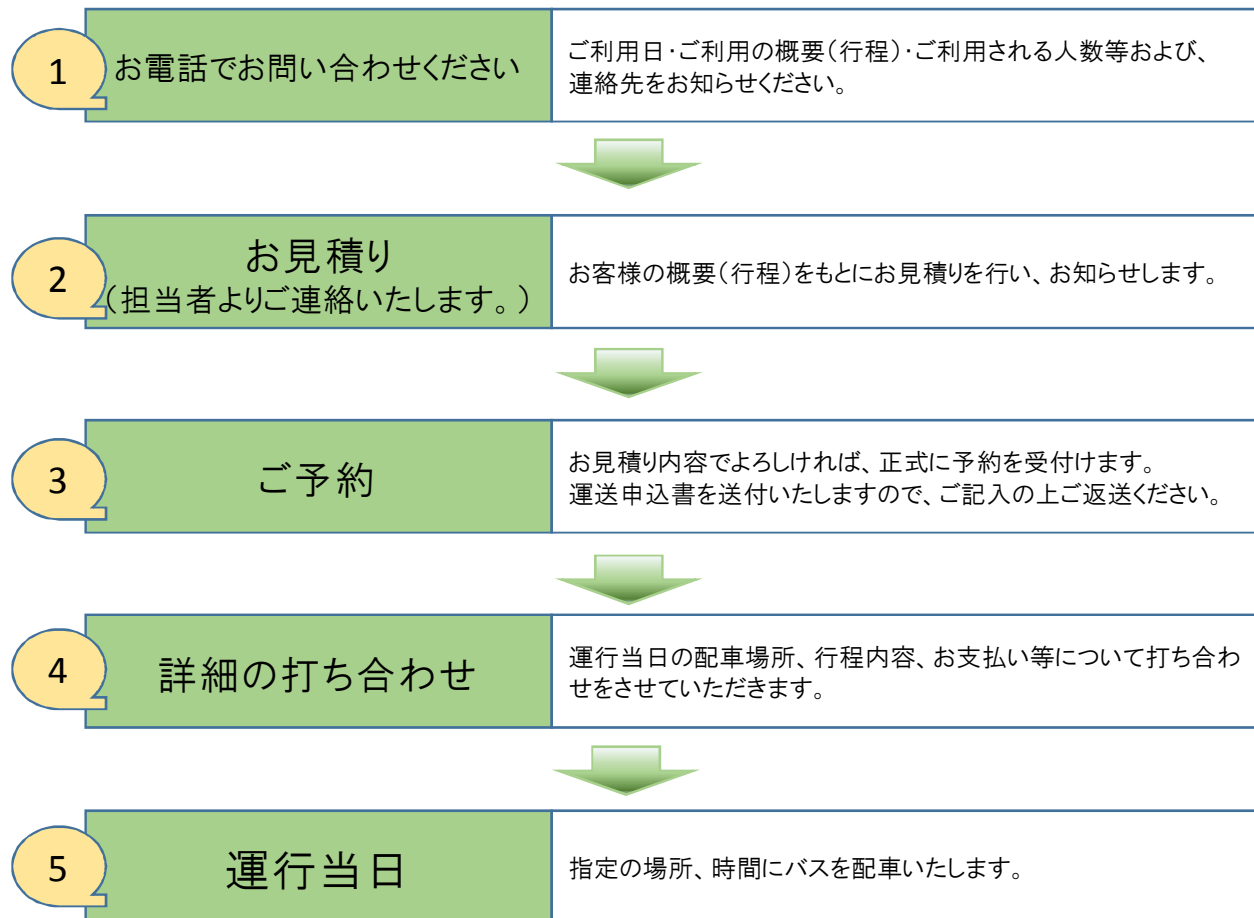 1
お電話でお問い合わせください
ご利用日・ご利用の概要(行程)・ご利用される人数等および、
連絡先をお知らせください。
2
お見積り
(担当者よりご連絡いたします。)
お客様の概要(行程)をもとにお見積りを行い、お知らせします。
3
ご予約
お見積り内容でよろしければ、正式に予約を受付けます。
運送申込書を送付いたしますので、ご記入の上ご返送ください。
4
詳細の打ち合わせ
運行当日の配車場所、行程内容、お支払い等について打ち合わ
せをさせていただきます。
5
運行当日
指定の場所、時間にバスを配車いたします。